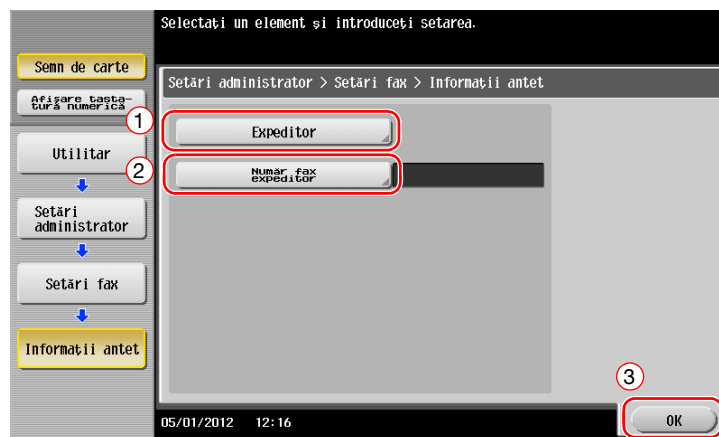 Selectați un element și introduceți setarea.
Semn de carte
Afișare tasta-
tură numerică
Setări administrator > Setări fax > Informații antet
1
Expeditor
Utilitar
2
Număr fax
expeditor
Setări
administrator
Setări fax
Informații antet
3
05/01/2012 12:16
OK